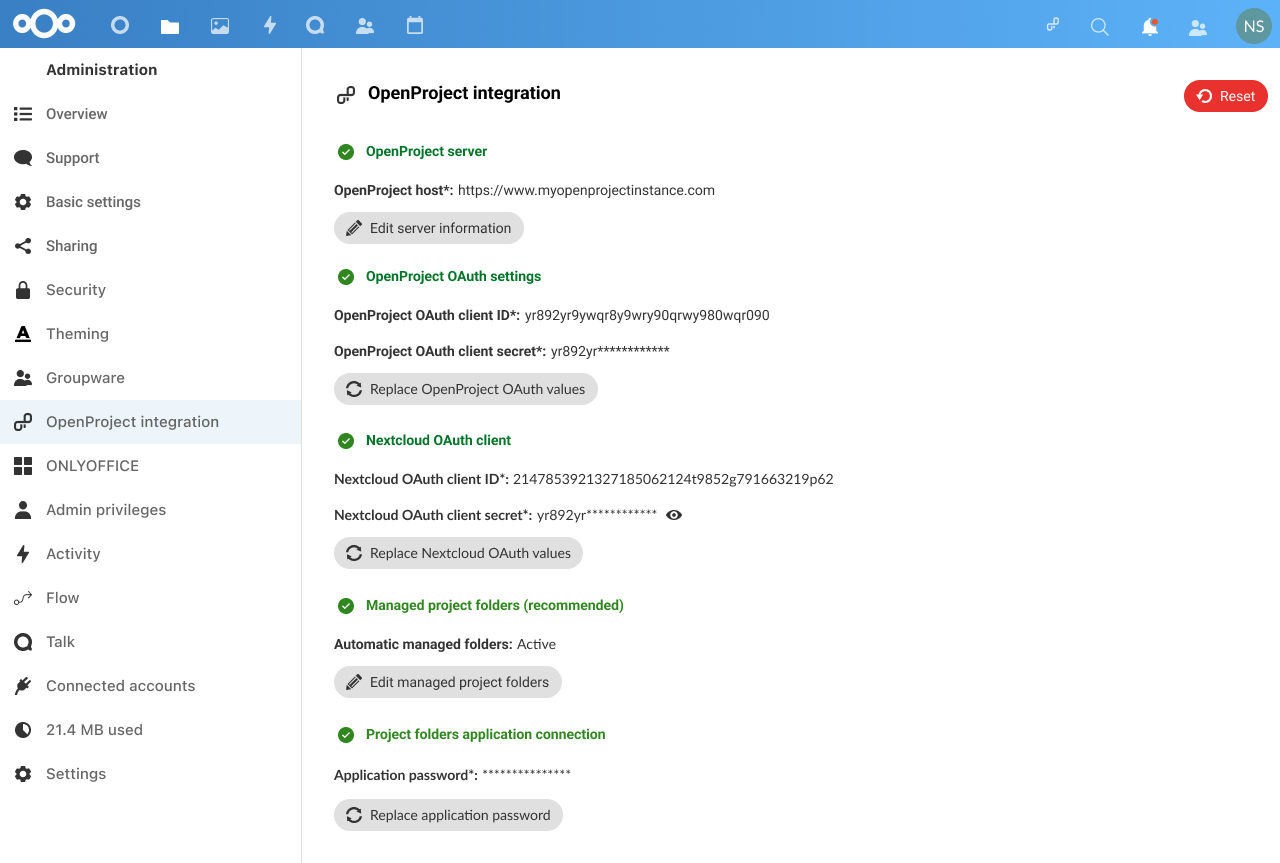 NS
Administration
Overview
Support
Basic settings
Sharing
Security
Theming
Groupware
OpenProject integration
ONLYOFFICE
Admin privileges
Activity
Flow
Talk
Connected accounts
21.4 MB used
Settings
OpenProject integration
Reset
OpenProject server
OpenProject host*: https://www.myopenprojectinstance.com
Edit server information
OpenProject OAuth settings
OpenProject OAuth client ID*: yr892yr9ywqr8y9wry90qrwy980wqr090
OpenProject OAuth client secret*: yr892yr************
Replace OpenProject OAuth values
Nextcloud OAuth client
Nextcloud OAuth client ID*: 2147853921327185062124t9852g791663219p62
Nextcloud OAuth client secret*: yr892yr************
Replace Nextcloud OAuth values
Managed project folders (recommended)
Automatic managed folders: Active
Edit managed project folders
Project folders application connection
Application password*: ***************
Replace application password